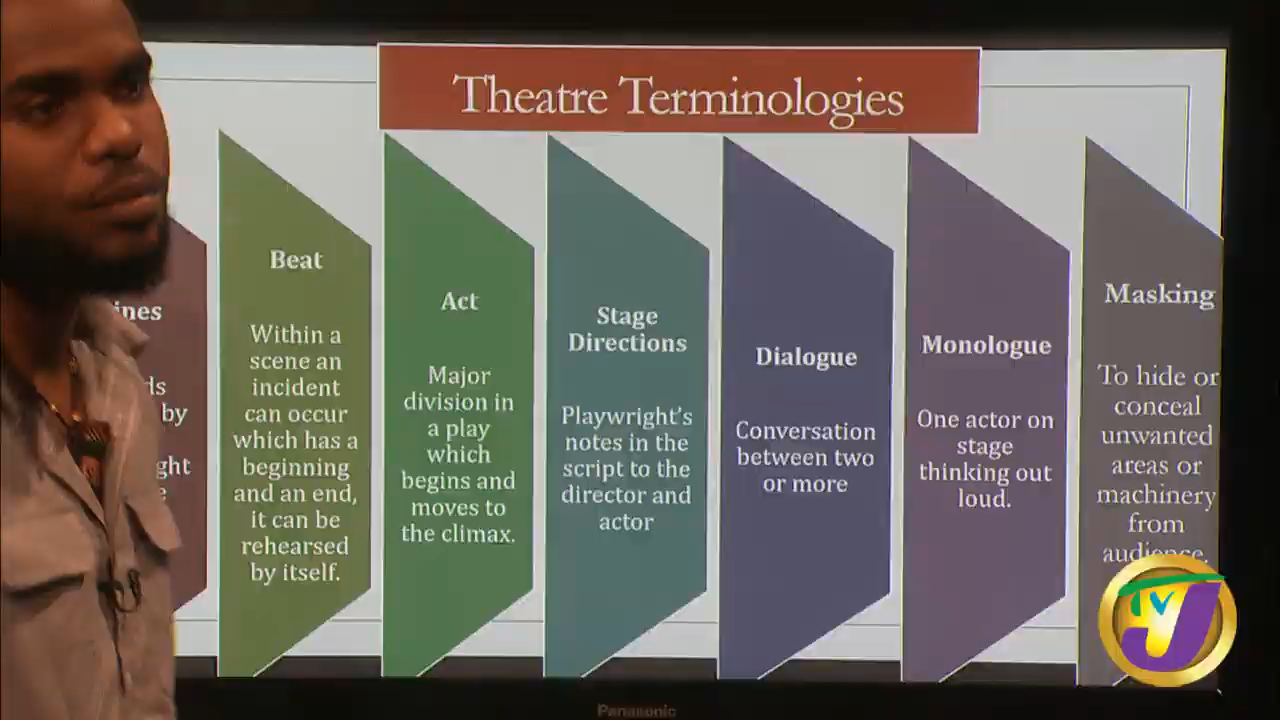 Theatre Terminologies
Beat
Within a
scene an
incident
can occur
which has a
beginning
and an end,
it can be
rehearsed
by itself.
Act
Major
division in
a play
which
begins and
moves to
the climax.
Stage
Directions
Playwright's
notes in the
script to the
director and
actor
Dialogue
Conversation
between two
or more
Monologue
One actor on
stage
thinking out
loud.
Masking
To hide or
conceal
unwanted
areas or
machinery
from
audience.
by
TVJ
Panasonic